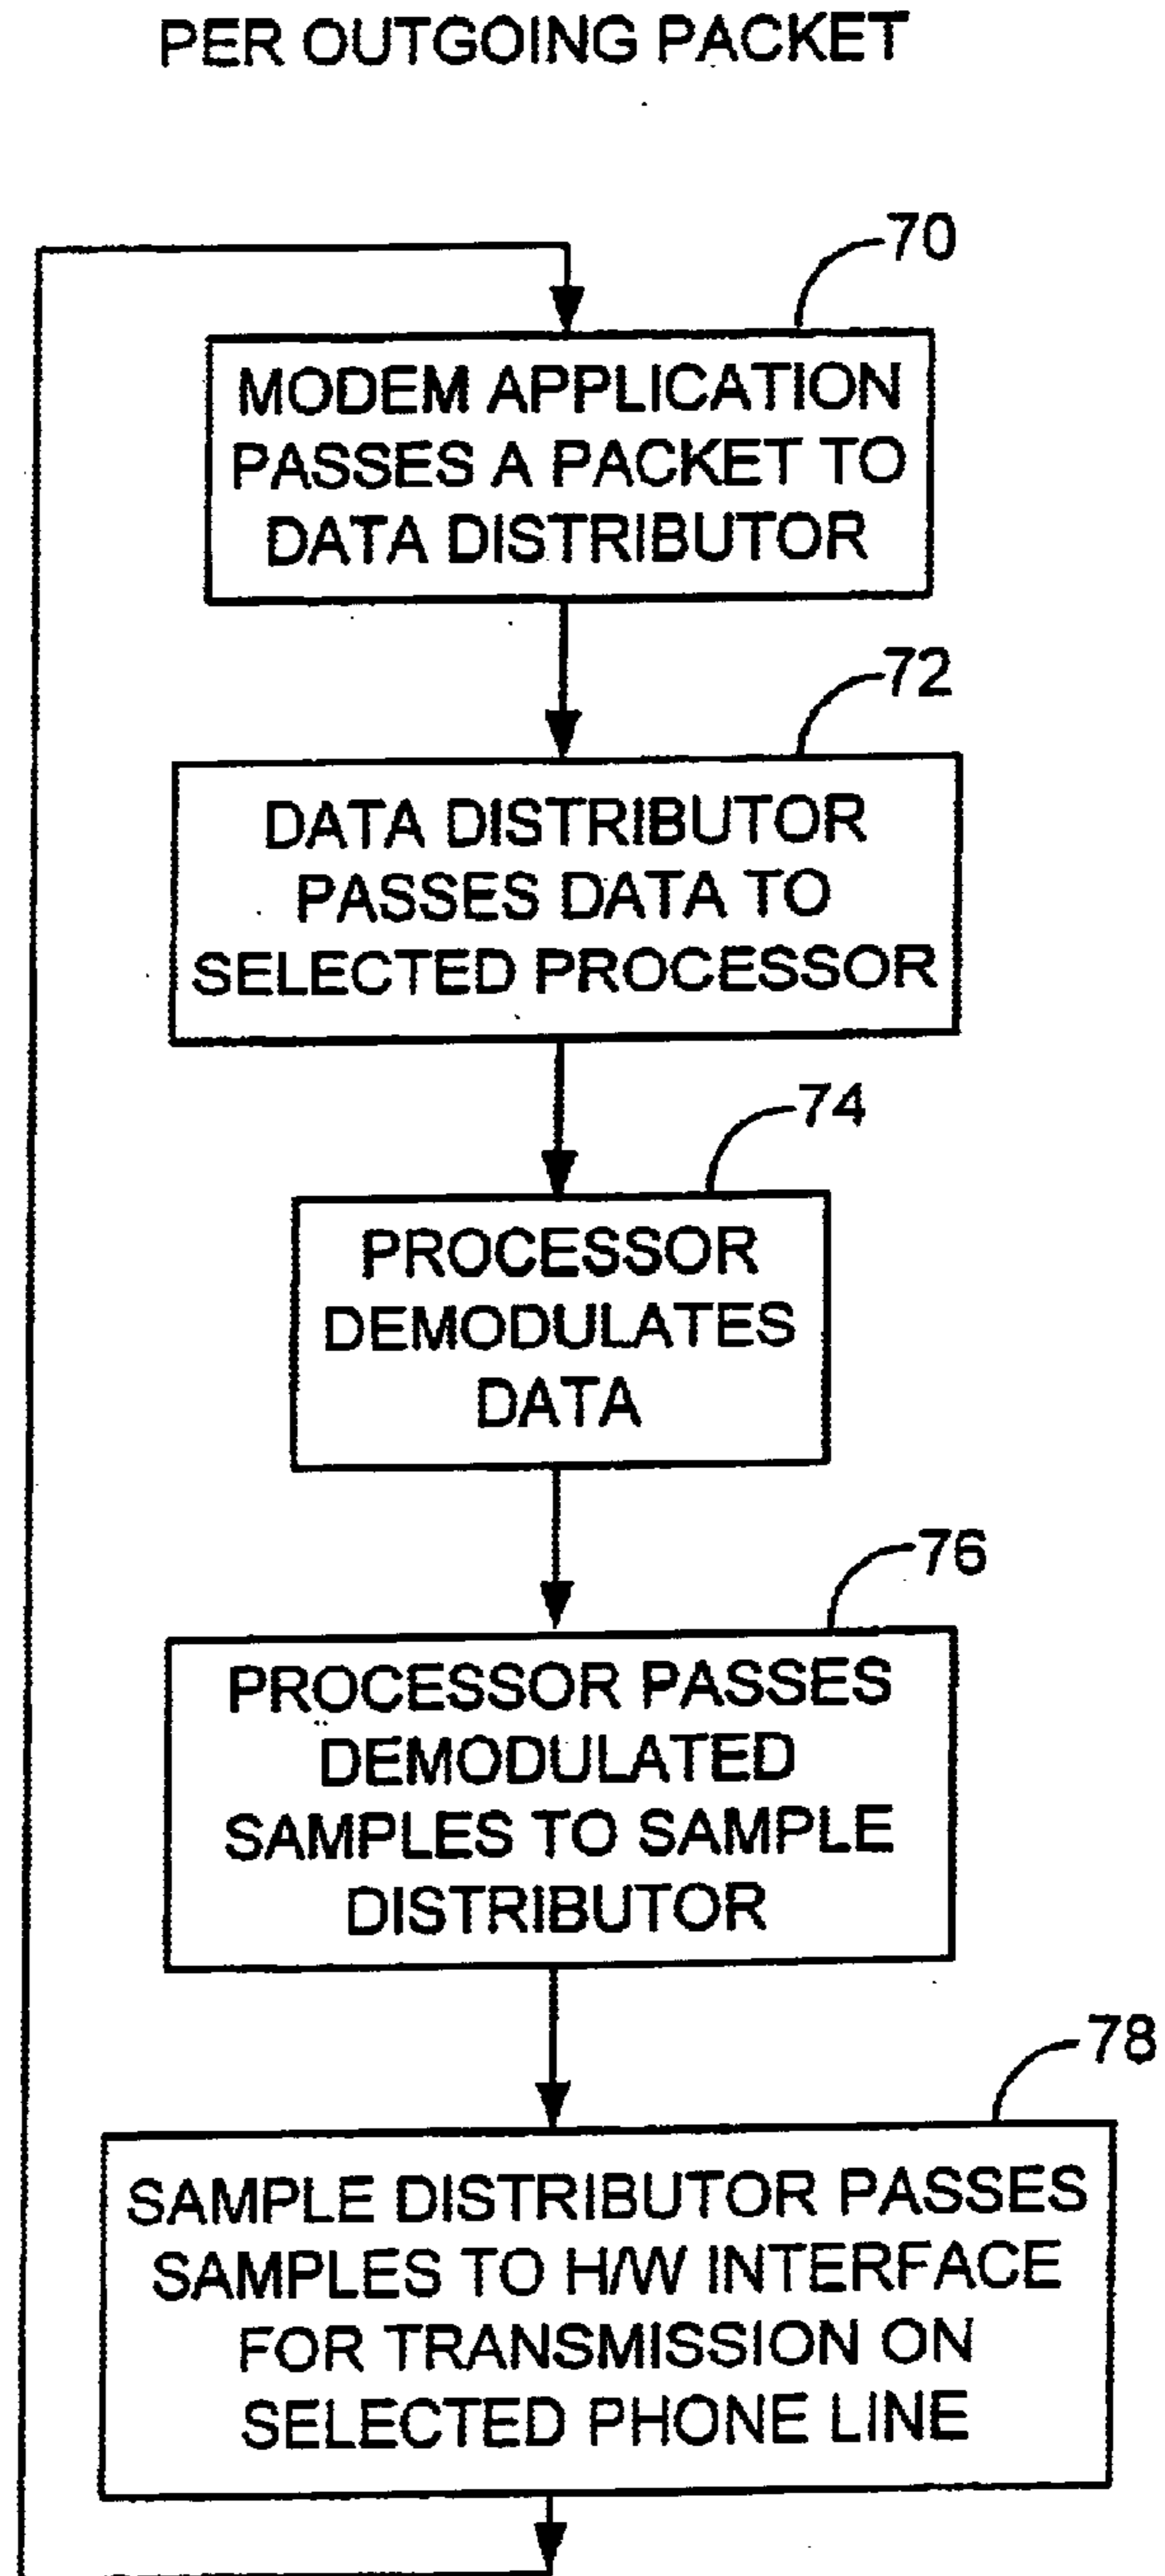 PER OUTGOING PACKET
70
MODEM APPLICATION
PASSES A PACKET TO
DATA DISTRIBUTOR
72
DATA DISTRIBUTOR
PASSES DATA TO
SELECTED PROCESSOR
74
PROCESSOR
DEMODULATES
DATA
76
PROCESSOR PASSES
DEMODULATED
SAMPLES TO SAMPLE
DISTRIBUTOR
78
SAMPLE DISTRIBUTOR PASSES
SAMPLES TO H/W INTERFACE
FOR TRANSMISSION ON
SELECTED PHONE LINE